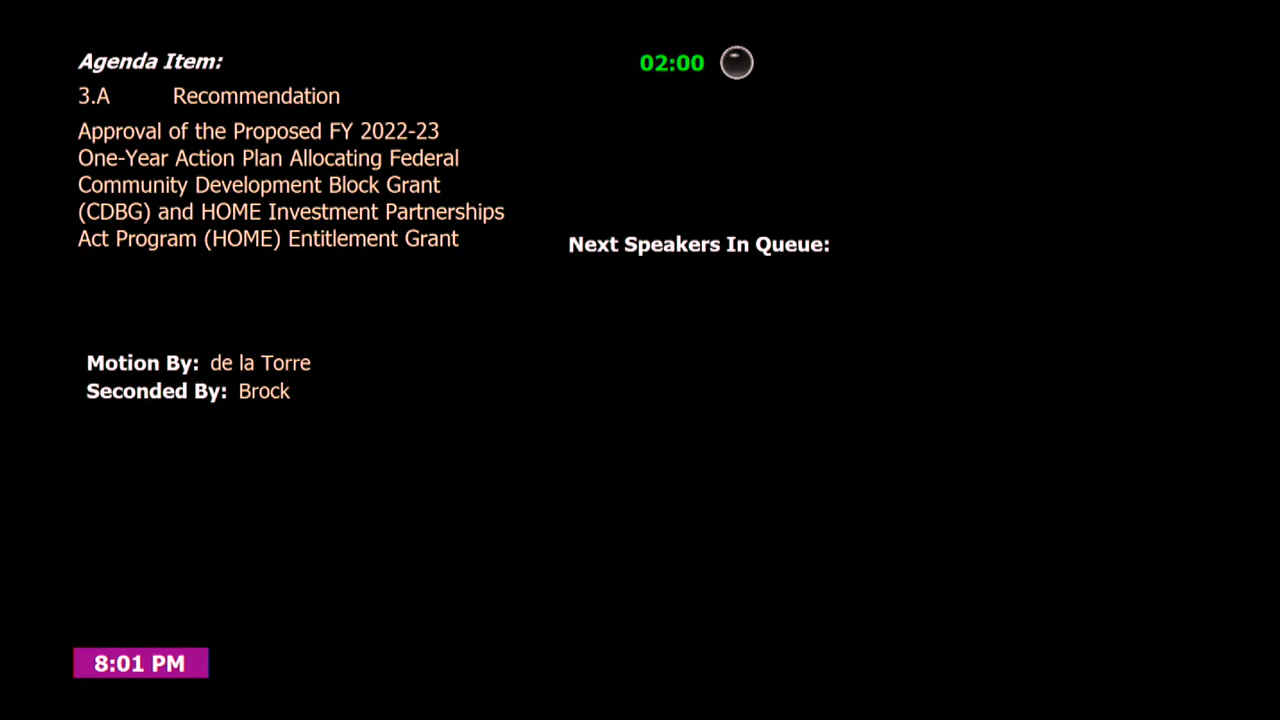 Agenda Item:
02:00
3.A Recommendation
Approval of the Proposed FY 2022-23
One-Year Action Plan Allocating Federal
Community Development Block Grant
(CDBG) and HOME Investment Partnerships
Act Program (HOME) Entitlement Grant
Next Speakers In Queue:
Motion By: de la Torre
Seconded By: Brock
8:01 PM